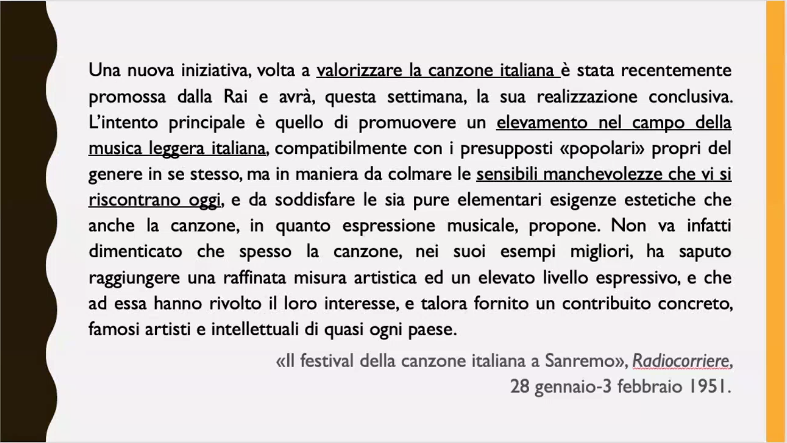 Una nuova iniziativa, volta a valorizzare la canzone italiana è stata recentemente
promossa dalla Rai e avrà, questa settimana, la sua realizzazione conclusiva.
L'intento principale è quello di promuovere un elevamento nel campo della
musica leggera italiana, compatibilmente con i presupposti «popolari» propri del
genere in se stesso, ma in maniera da colmare le sensibili manchevolezze che vi si
riscontrano oggi, e da soddisfare le sia pure elementari esigenze estetiche che
anche la canzone, in quanto espressione musicale, propone. Non va infatti
dimenticato che spesso la canzone, nei suoi esempi migliori, ha saputo
raggiungere una raffinata misura artistica ed un elevato livello espressivo, e che
ad essa hanno rivolto il loro interesse, e talora fornito un contribuito concreto,
famosi artisti e intellettuali di quasi ogni paese.
«Il festival della canzone italiana a Sanremo», Radiocorriere,
28 gennaio-3 febbraio 1951.